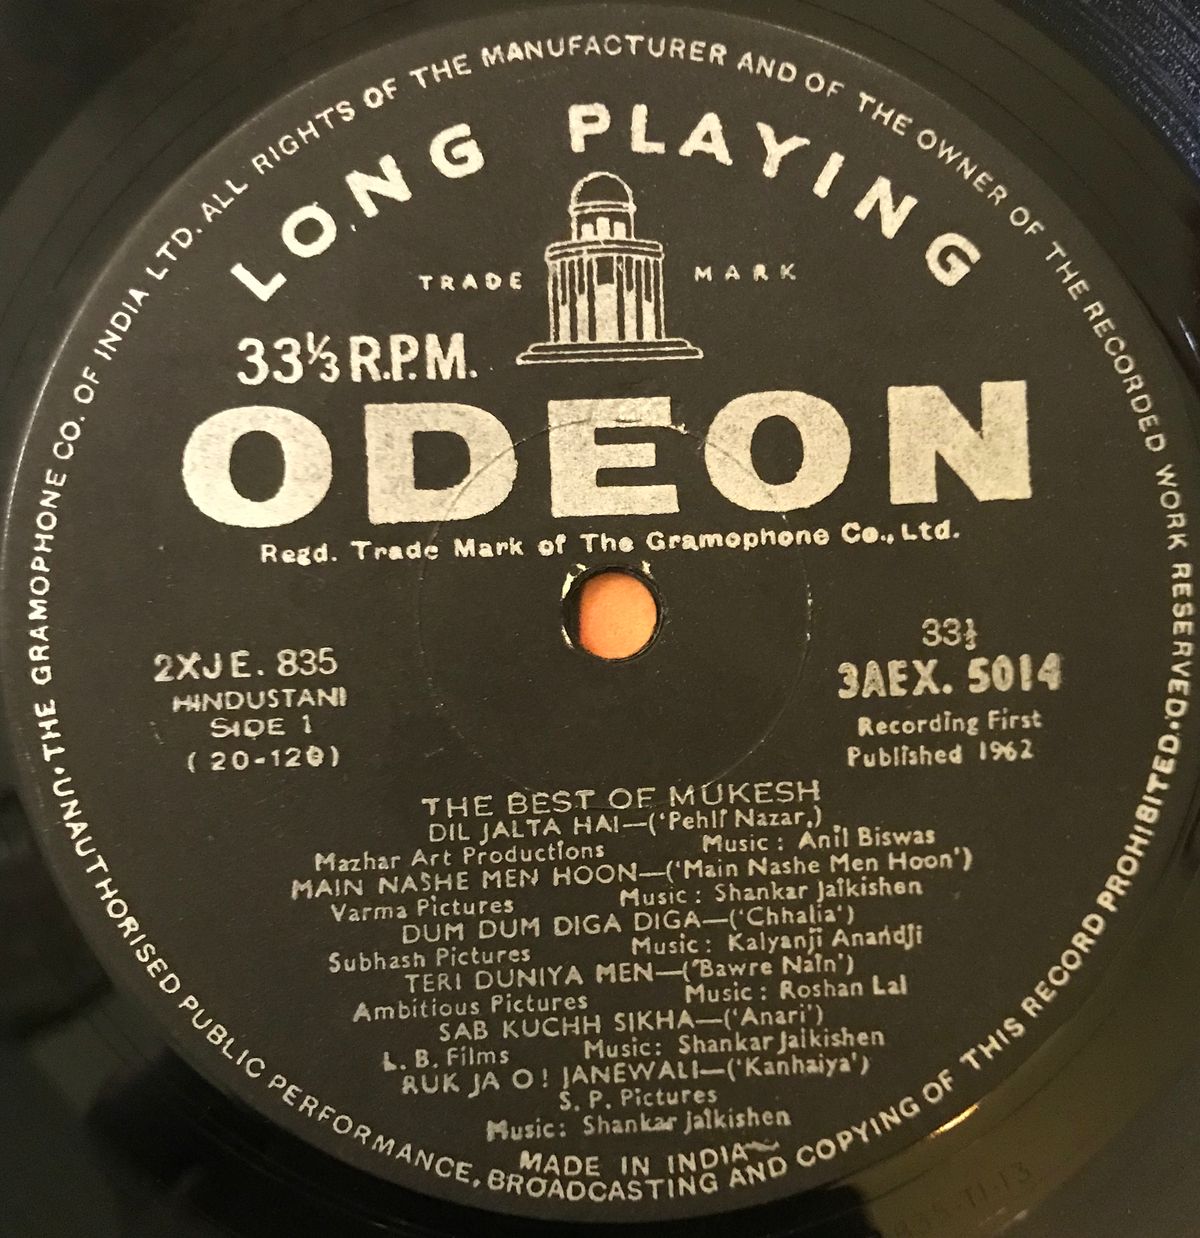 ·THE GRAMOPHONE CO. OF INDIA LTD. ALL RIGHTS OF THE MANUFACTURER AND OF THE OWNER OF THE RECORDED WORK RESERVED·
LONG PLAYING
TRADE MARK
33⅓ R.P.M.
ODEON
Regd. Trade Mark of The Gramophone Co., Ltd.
2XJE. 835
HINDUSTANI
SIDE 1
(20-120)
33⅓
3AEX. 5014
Recording First
Published 1962
THE BEST OF MUKESH
DIL JALTA HAI—('Pehli Nazar,)
Mazhar Art Productions Music: Anil Biswas
MAIN NASHE MEN HOON—('Main Nashe Men Hoon')
Varma Pictures Music: Shankar Jaikishen
DUM DUM DIGA DIGA—('Chhalia')
Subhash Pictures Music: Kalyanji Anandji
TERI DUNIYA MEN—('Bawre Nain')
Ambitious Pictures Music: Roshan Lal
SAB KUCHH SIKHA—('Anari')
L. B. Films Music: Shankar Jaikishen
RUK JA O! JANEWALI—('Kanhaiya')
S. P. Pictures
Music: Shankar Jaikishen
MADE IN INDIA
UNAUTHORISED PUBLIC PERFORMANCE, BROADCASTING AND COPYING OF THIS RECORD PROHIBITED·